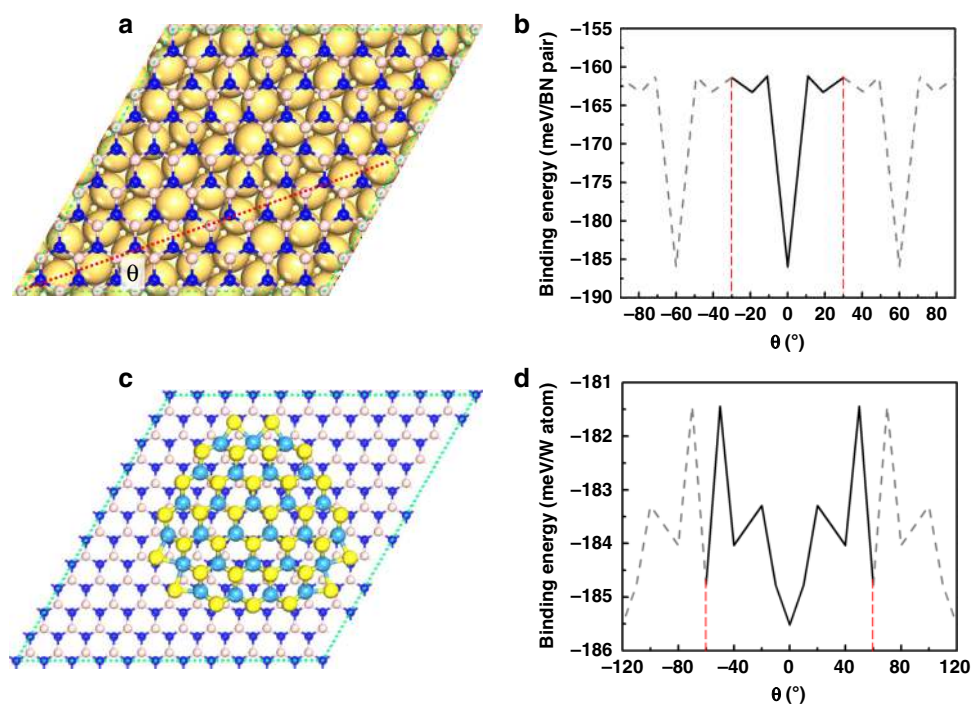 a
θ
b
Binding energy (meV/BN pair)
−155
−160
−165
−170
−175
−180
−185
−190
−80 −60 −40 −20 0 20 40 60 80
θ (°)
c
d
Binding energy (meV/W atom)
−181
−182
−183
−184
−185
−186
−120 −80 −40 0 40 80 120
θ (°)